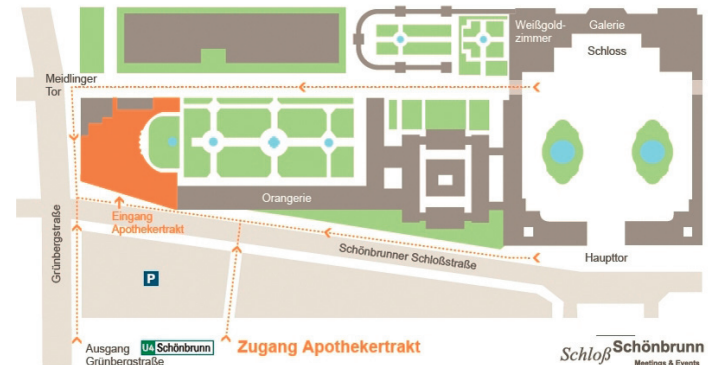 Weißgold-
zimmer
Galerie
Schloss
Meidlinger
Tor
Orangerie
Eingang
Apothekertrakt
Grünbergstraße
Schönbrunner Schloßstraße
Haupttor
P
Ausgang
Grünbergstraße
U4 Schönbrunn
Zugang Apothekertrakt
Schloß Schönbrunn
Meetings & Events